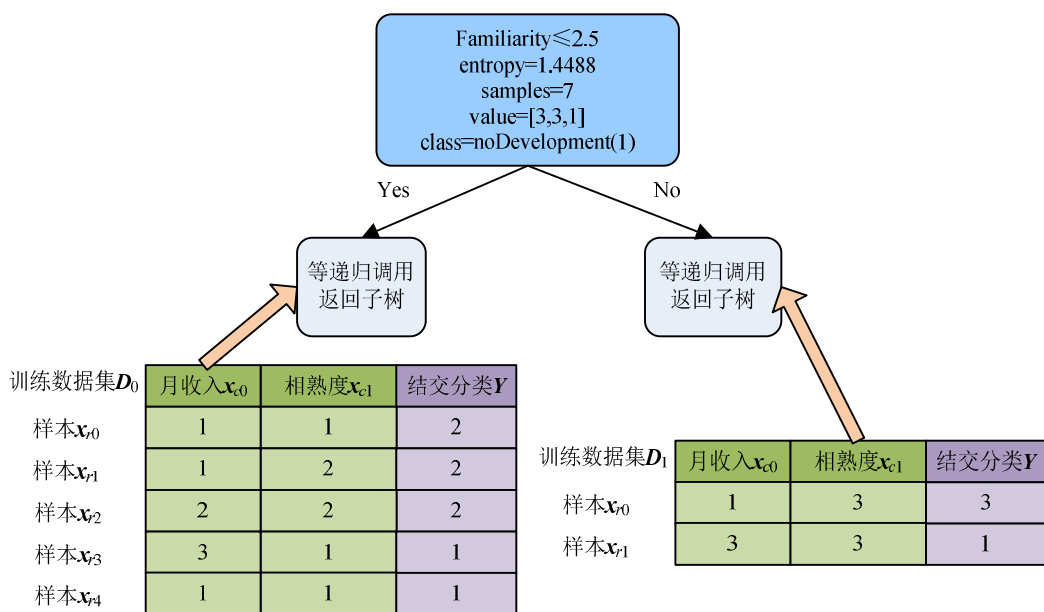 Familiarity≤2.5
entropy=1.4488
samples=7
value=[3,3,1]
class=noDevelopment(1)
Yes
No
等递归调用
返回子树
等递归调用
返回子树
训练数据集D0 月收入xc0 相熟度xc1 结交分类Y
样本xr0 1 1 2
样本xr1 1 2 2
样本xr2 2 2 2
样本xr3 3 1 1
样本xr4 1 1 1
训练数据集D1 月收入xc0 相熟度xc1 结交分类Y
样本xr0 1 3 3
样本xr1 3 3 1